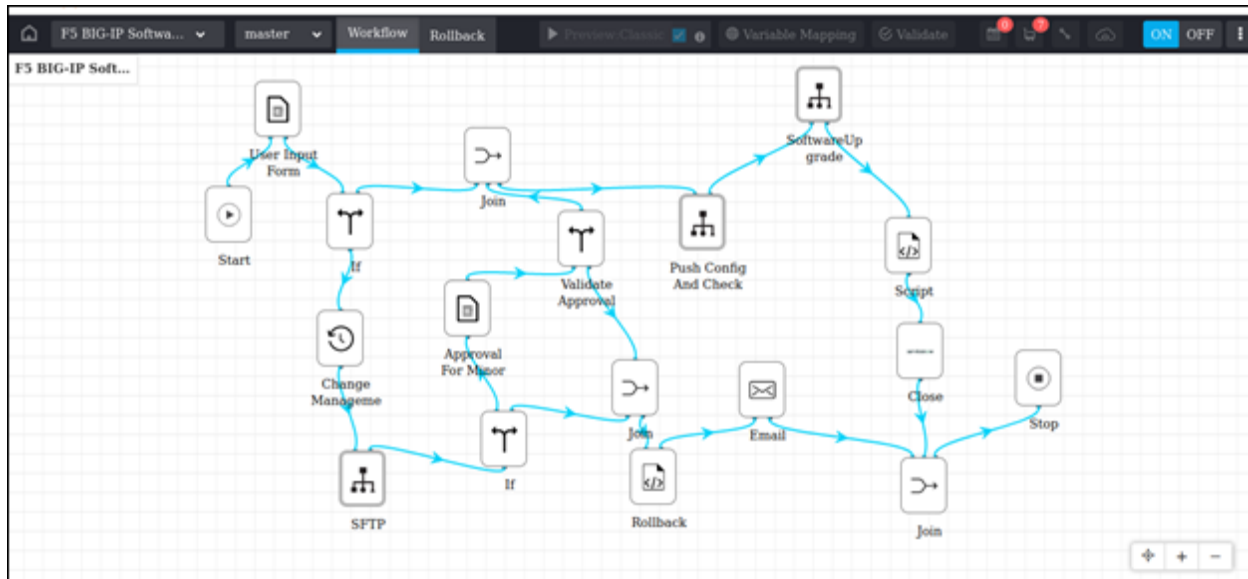 F5 BIG-IP Softwa...
master
Workflow
Rollback
Preview Classic
Variable Mapping
Validate
9
7
ON
OFF
F5 BIG-IP Soft...
User Input
Form
Start
If
Join
SoftwareUp
grade
Validate
Approval
Push Config
And Check
Script
Change
Manageme
Approval
For Minor
Close
Stop
Join
Email
If
SFTP
Rollback
Join